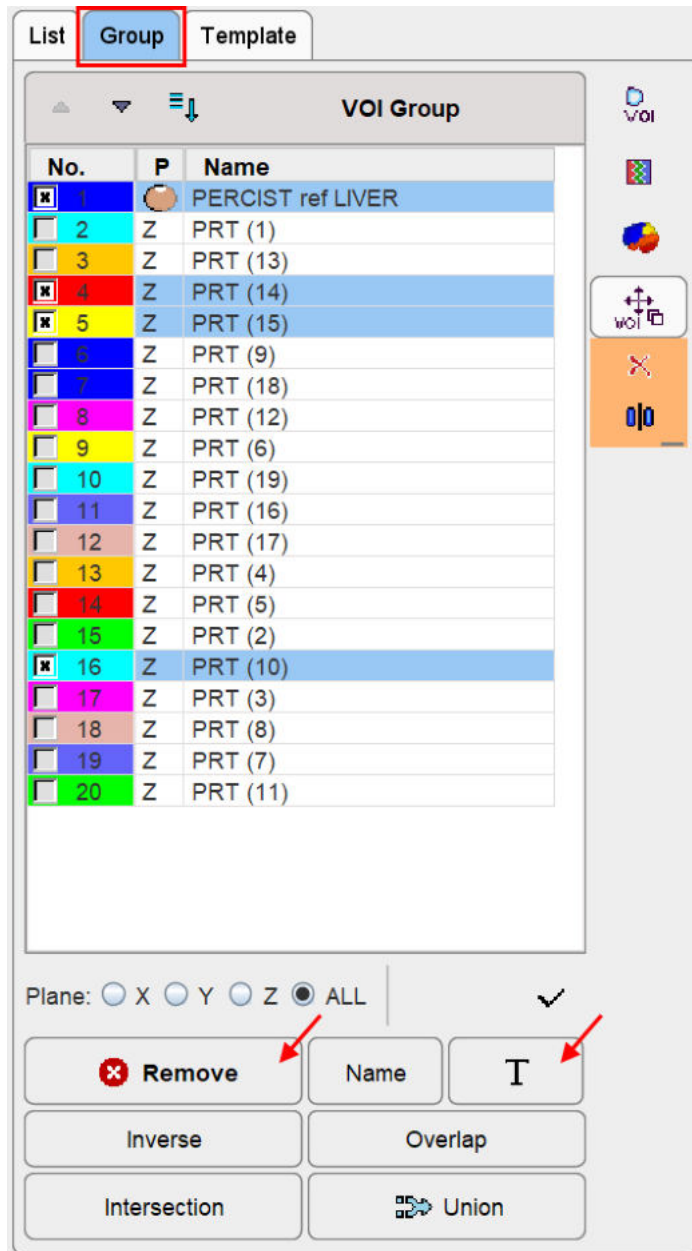 List Group Template
VOI Group
VOI
No. P Name
1 PERCIST ref LIVER
2 Z PRT (1)
3 Z PRT (13)
4 Z PRT (14)
5 Z PRT (15)
VOI
6 Z PRT (9)
7 Z PRT (18)
8 Z PRT (12)
9 Z PRT (6)
10 Z PRT (19)
11 Z PRT (16)
12 Z PRT (17)
13 Z PRT (4)
14 Z PRT (5)
15 Z PRT (2)
16 Z PRT (10)
17 Z PRT (3)
18 Z PRT (8)
19 Z PRT (7)
20 Z PRT (11)
Plane: X Y Z ALL
Remove Name T
Inverse Overlap
Intersection Union